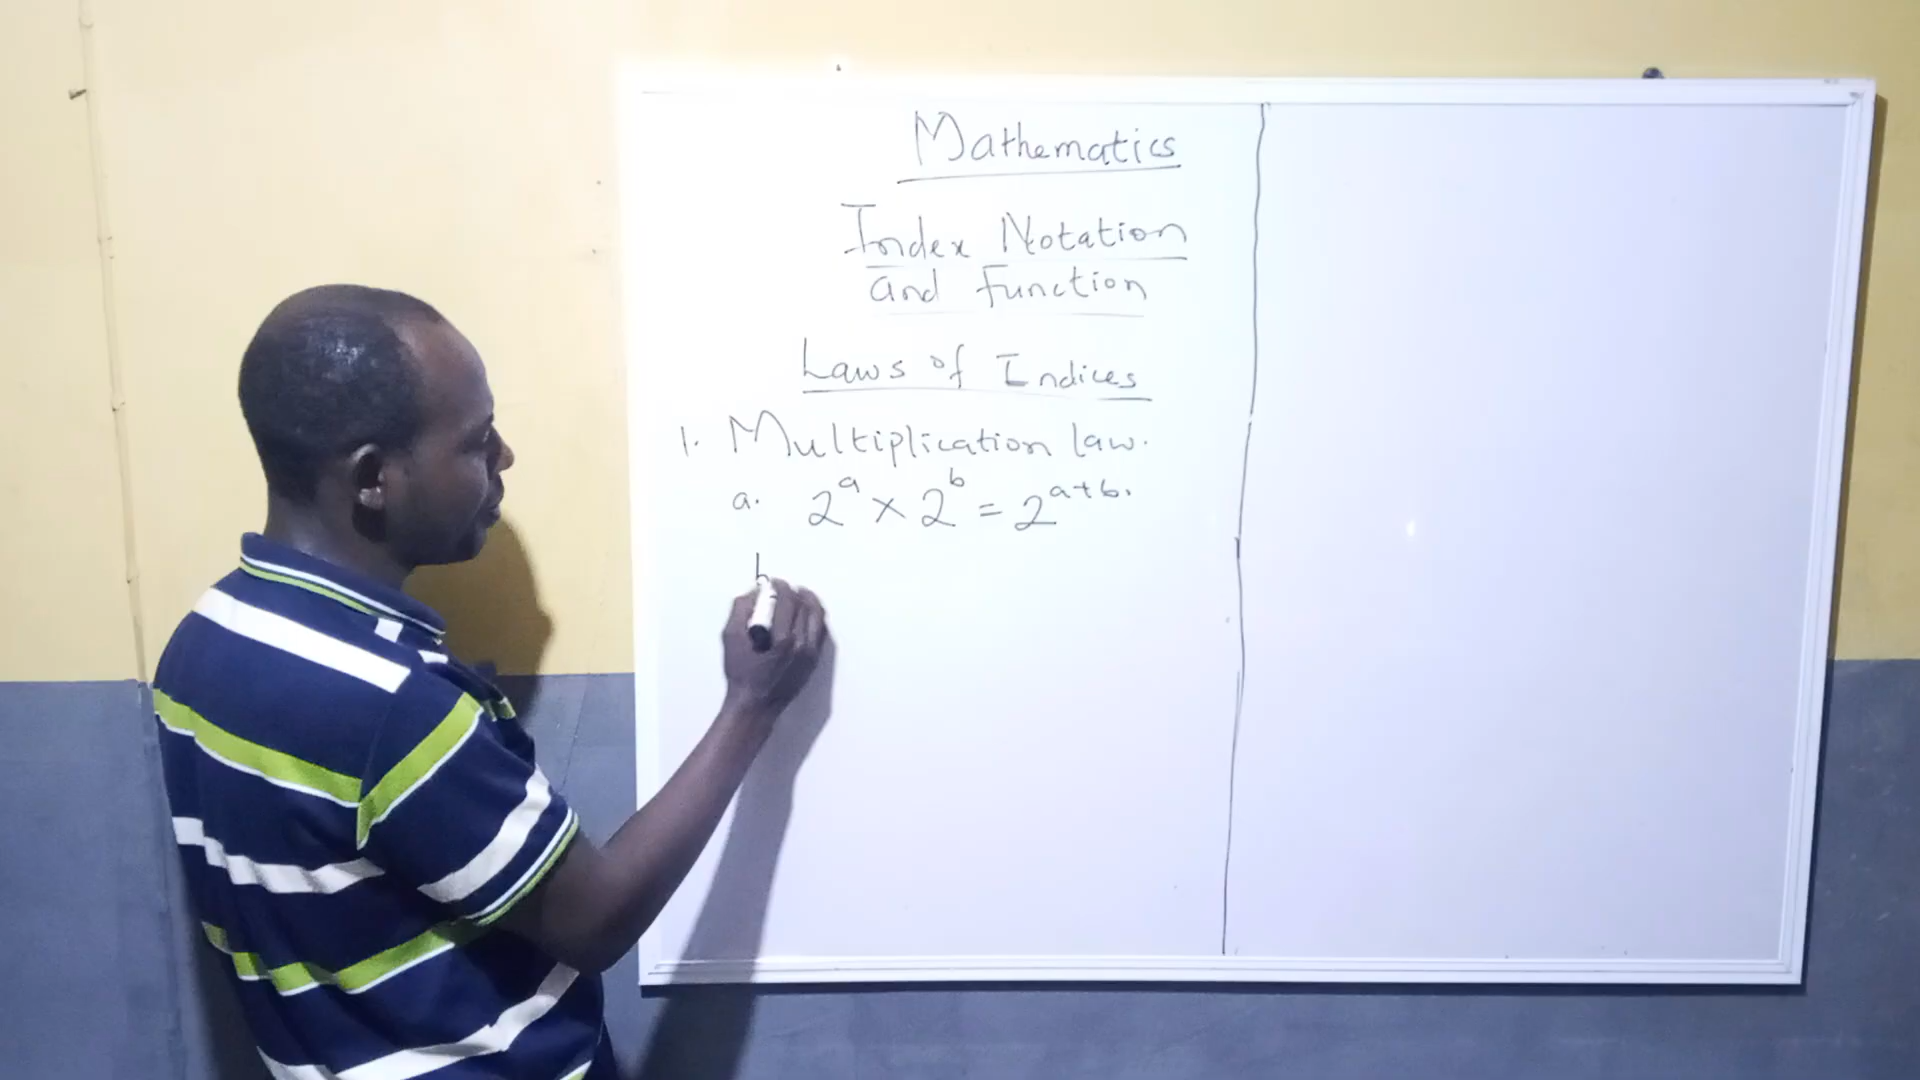 Mathematics
Index Notation
and function
Laws of Indices
1. Multiplication law.
a. 2^a × 2^b = 2^a+b.